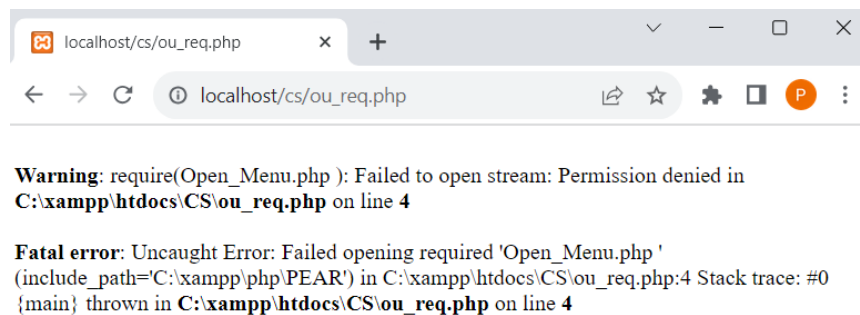 localhost/cs/ou_req.php
localhost/cs/ou_req.php
P
Warning: require(Open_Menu.php ): Failed to open stream: Permission denied in
C:\xampp\htdocs\CS\ou_req.php on line 4
Fatal error: Uncaught Error: Failed opening required 'Open_Menu.php '
(include_path='C:\xampp\php\PEAR') in C:\xampp\htdocs\CS\ou_req.php:4 Stack trace: #0
{main} thrown in C:\xampp\htdocs\CS\ou_req.php on line 4